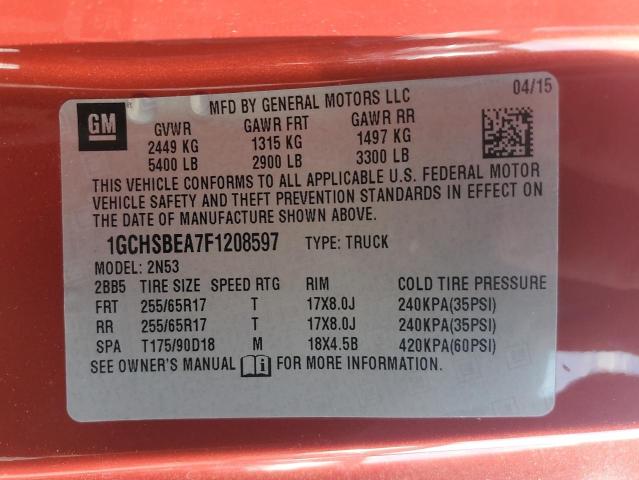 GM
MFD BY GENERAL MOTORS LLC 04/15
GVWR GAWR FRT GAWR RR
2449 KG 1315 KG 1497 KG
5400 LB 2900 LB 3300 LB
THIS VEHICLE CONFORMS TO ALL APPLICABLE U.S. FEDERAL MOTOR
VEHICLE SAFETY AND THEFT PREVENTION STANDARDS IN EFFECT ON
THE DATE OF MANUFACTURE SHOWN ABOVE.
1GCHSBEA7F1208597 TYPE: TRUCK
MODEL: 2N53
2BB5 TIRE SIZE SPEED RTG RIM COLD TIRE PRESSURE
FRT 255/65R17 T 17X8.0J 240KPA(35PSI)
RR 255/65R17 T 17X8.0J 240KPA(35PSI)
SPA T175/90D18 M 18X4.5B 420KPA(60PSI)
SEE OWNER'S MANUAL FOR MORE INFORMATION.